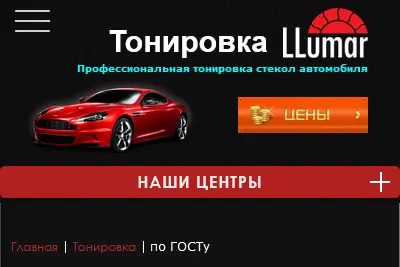 Тонировка LLumar
Профессиональная тонировка стекол автомобиля
ЦЕНЫ
НАШИ ЦЕНТРЫ
Главная | Тонировка | по ГОСТу